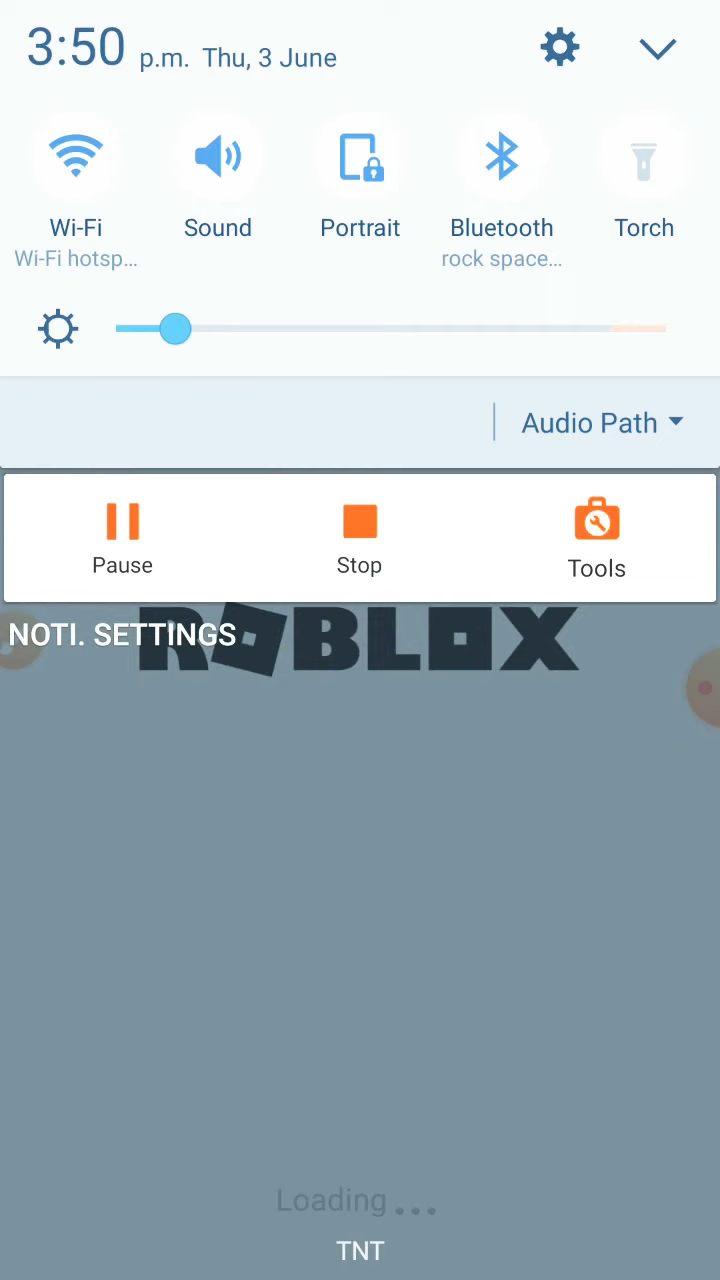 3:50 p.m. Thu, 3 June
Wi-Fi Sound Portrait Bluetooth Torch
Wi-Fi hotsp... rock space...
Audio Path
Pause Stop Tools
NOTI. SETTINGS
ROBLOX
Loading...
TNT